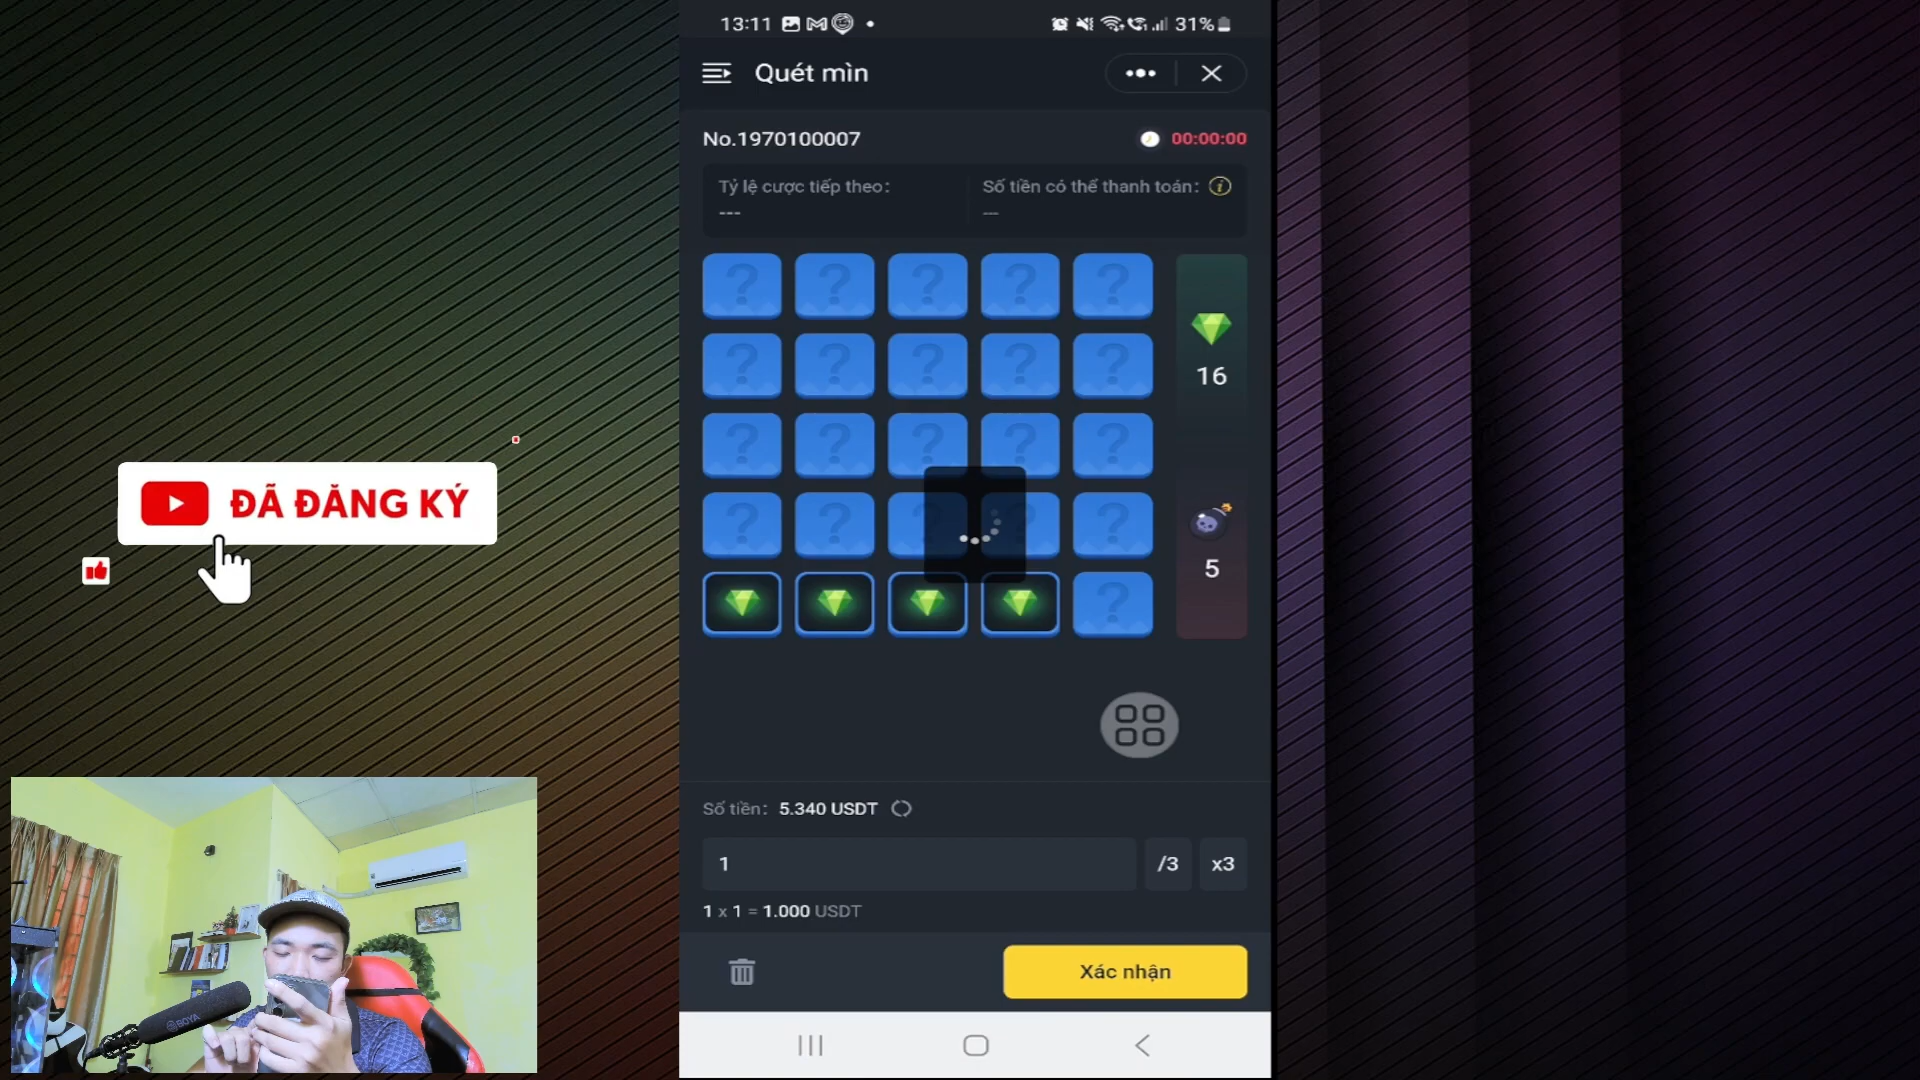 13:11
31%
Quét mìn
No.1970100007
00:00:00
Tỷ lệ cược tiếp theo:
---
Số tiền có thể thanh toán:
---
16
5
ĐÃ ĐĂNG KÝ
Số tiền: 5.340 USDT
1
/3
x3
1 x 1 = 1.000 USDT
Xác nhận
BOYA